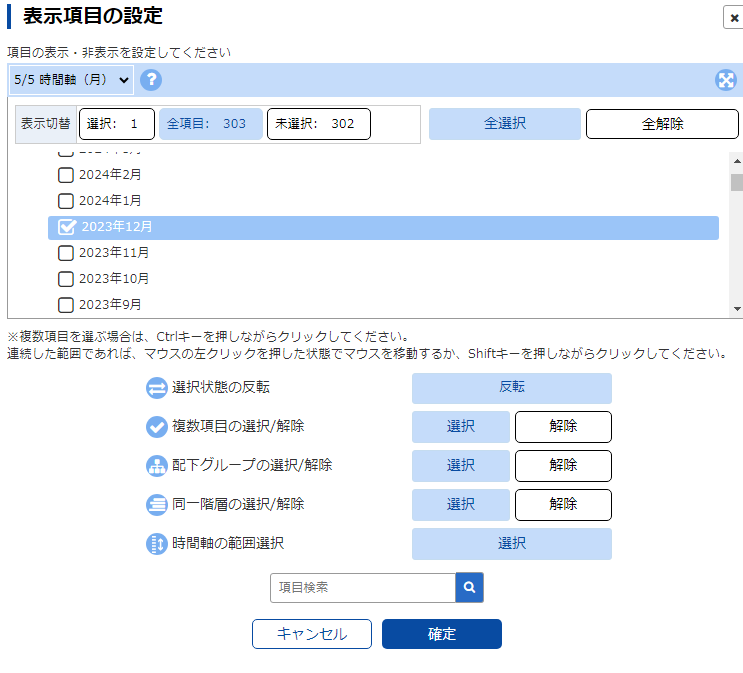 表示項目の設定
項目の表示・非表示を設定してください
5/5 時間軸（月） ?
表示切替 選択: 1 全項目: 303 未選択: 302 全選択 全解除
2024年2月
2024年1月
2023年12月
2023年11月
2023年10月
2023年9月
※複数項目を選ぶ場合は、Ctrlキーを押しながらクリックしてください。
連続した範囲であれば、マウスの左クリックを押した状態でマウスを移動するか、Shiftキーを押しながらクリックしてください。
選択状態の反転 反転
複数項目の選択/解除 選択 解除
配下グループの選択/解除 選択 解除
同一階層の選択/解除 選択 解除
時間軸の範囲選択 選択
項目検索
キャンセル 確定